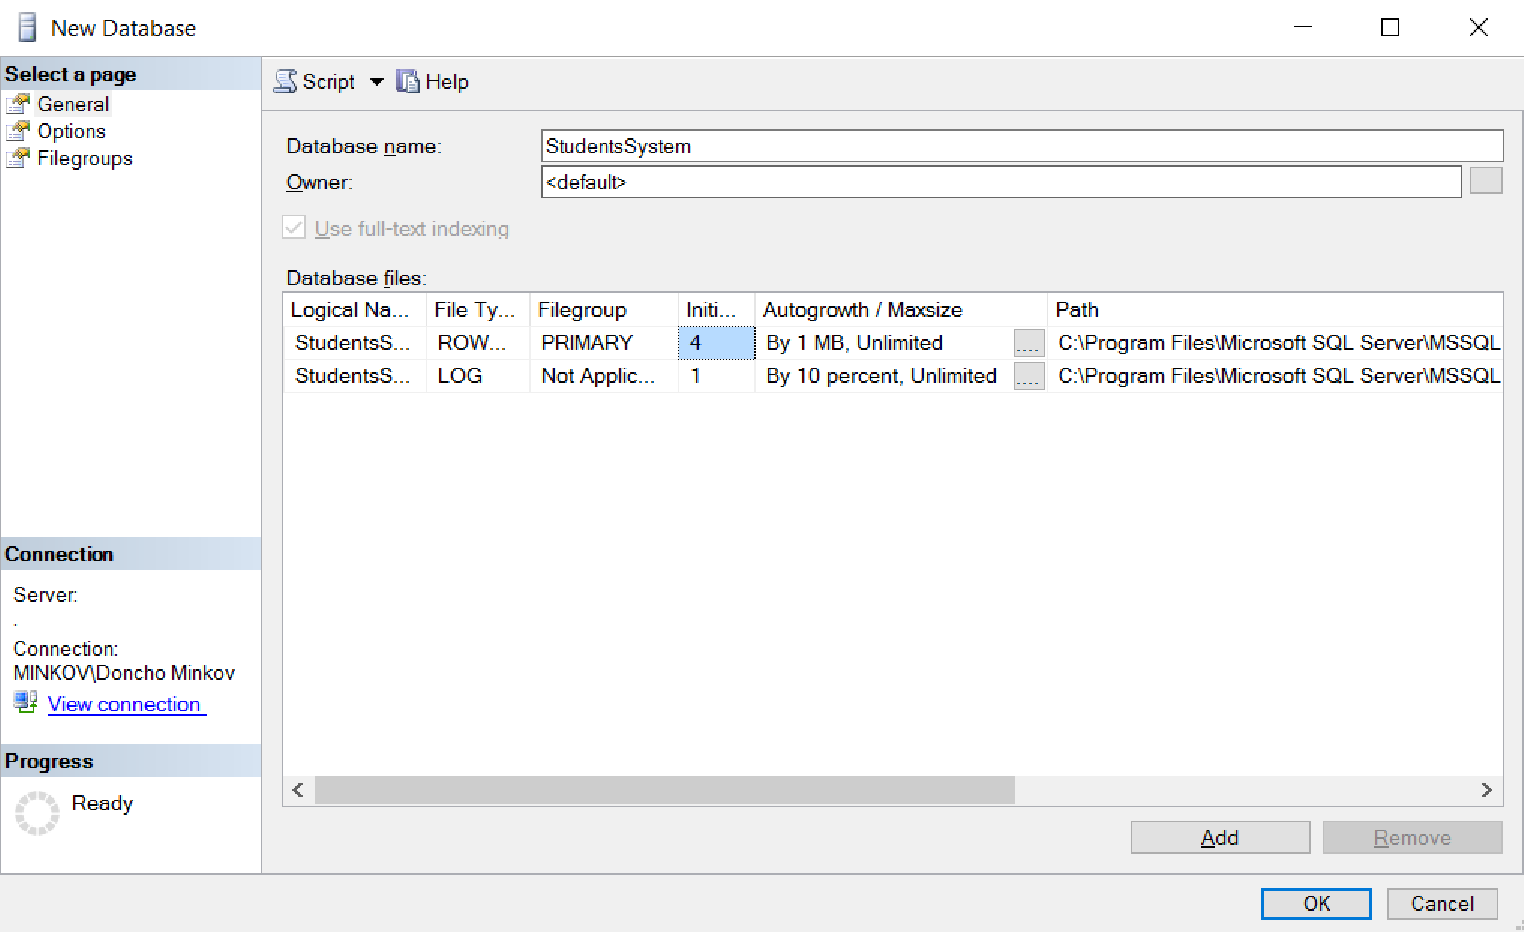 New Database
Select a page
General
Options
Filegroups
Script Help
Database name: StudentsSystem
Owner: <default>
Use full-text indexing
Database files:
Logical Na... File Ty... Filegroup Initi... Autogrowth / Maxsize Path
StudentsS... ROW... PRIMARY 4 By 1 MB, Unlimited .... C:\Program Files\Microsoft SQL Server\MSSQL
StudentsS... LOG Not Applic... 1 By 10 percent, Unlimited .... C:\Program Files\Microsoft SQL Server\MSSQL
Connection
Server:
.
Connection:
MINKOV\Doncho Minkov
View connection
Progress
Ready
Add Remove
OK Cancel